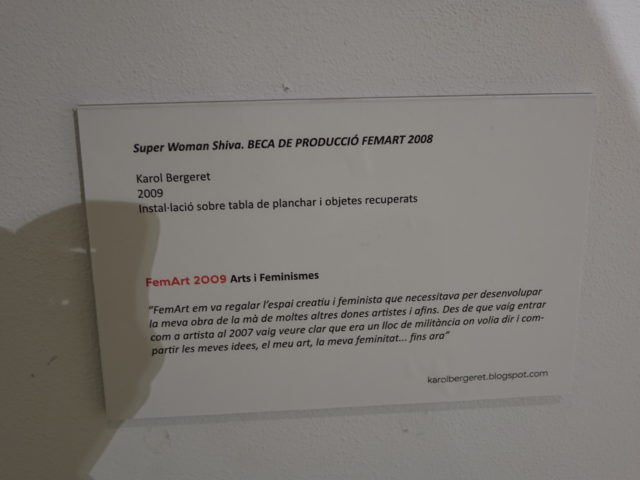 Super Woman Shiva. BECA DE PRODUCCIÓ FEMART 2008
Karol Bergeret
2009
Instal·lació sobre tabla de planchar i objetes recuperats
FemArt 2009 Arts i Feminismes
"FemArt em va regalar l'espai creatiu i feminista que necessitava per desenvolupar
la meva obra de la mà de moltes altres dones artistes i afins. Des de que vaig entrar
com a artista al 2007 vaig veure clar que era un lloc de militància on volia dir i com-
partir les meves idees, el meu art, la meva feminitat... fins ara"
karolbergeret.blogspot.com